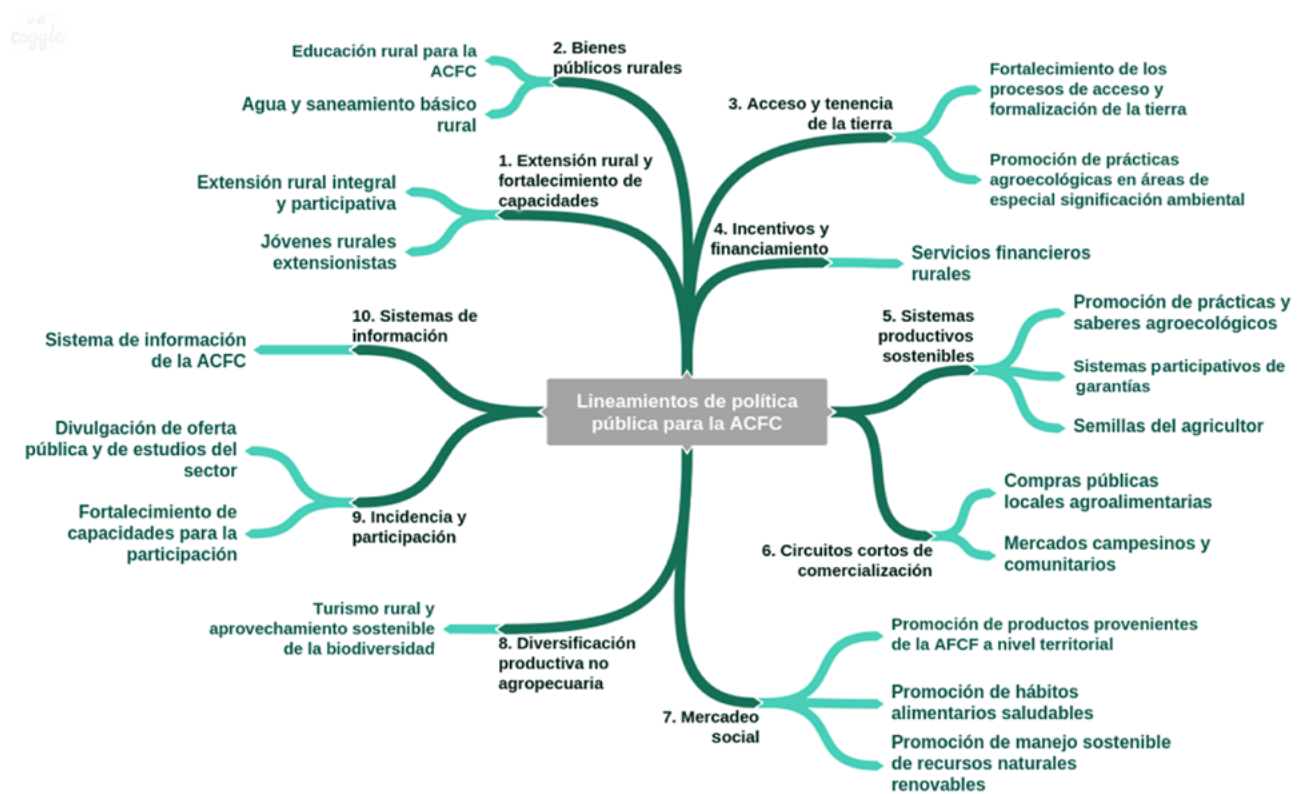 coggle
Lineamientos de política
pública para la ACFC
1. Extensión rural y
fortalecimiento de
capacidades
Extensión rural integral
y participativa
Jóvenes rurales
extensionistas
2. Bienes
públicos rurales
Educación rural para la
ACFC
Agua y saneamiento básico
rural
3. Acceso y tenencia
de la tierra
Fortalecimiento de los
procesos de acceso y
formalización de la tierra
Promoción de prácticas
agroecológicas en áreas de
especial significación ambiental
4. Incentivos y
financiamiento
Servicios financieros
rurales
5. Sistemas
productivos
sostenibles
Promoción de prácticas y
saberes agroecológicos
Sistemas participativos de
garantías
Semillas del agricultor
6. Circuitos cortos de
comercialización
Compras públicas
locales agroalimentarias
Mercados campesinos y
comunitarios
7. Mercadeo
social
Promoción de productos provenientes
de la AFCF a nivel territorial
Promoción de hábitos
alimentarios saludables
Promoción de manejo sostenible
de recursos naturales
renovables
8. Diversificación
productiva no
agropecuaria
Turismo rural y
aprovechamiento sostenible
de la biodiversidad
9. Incidencia y
participación
Divulgación de oferta
pública y de estudios del
sector
Fortalecimiento de
capacidades para la
participación
10. Sistemas de
información
Sistema de información
de la ACFC